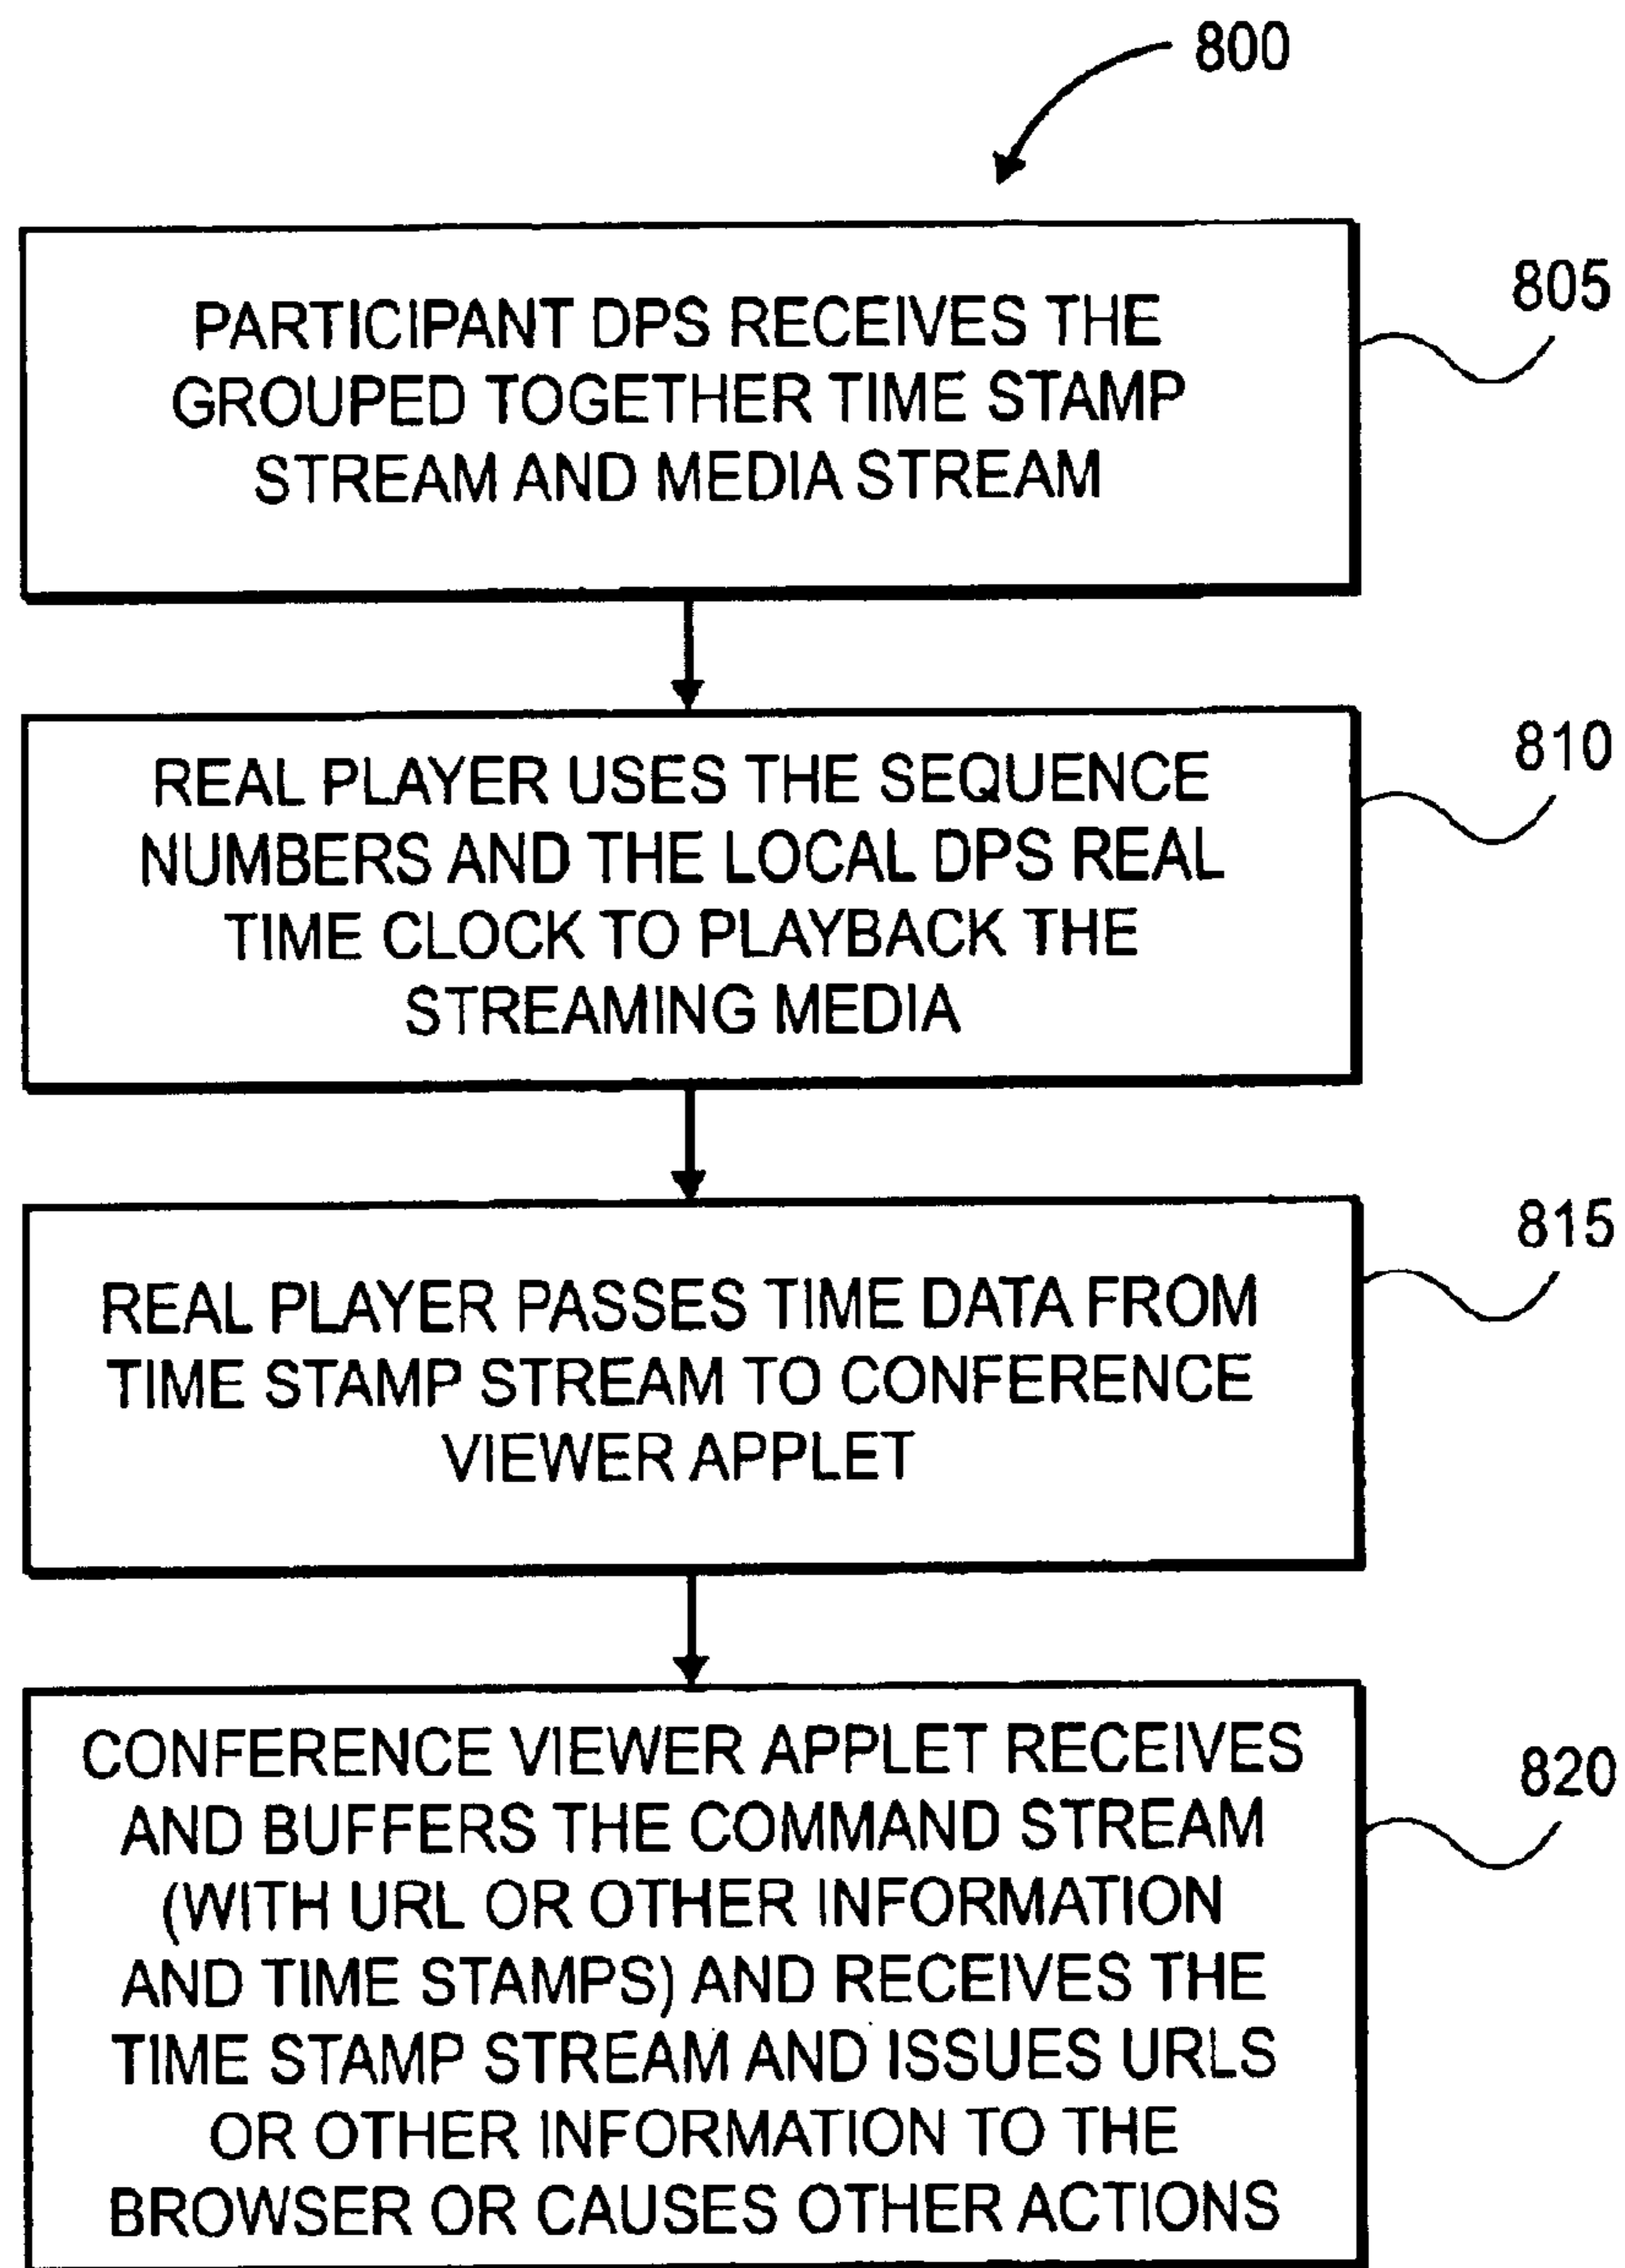 800
PARTICIPANT DPS RECEIVES THE
GROUPED TOGETHER TIME STAMP
STREAM AND MEDIA STREAM
805
REAL PLAYER USES THE SEQUENCE
NUMBERS AND THE LOCAL DPS REAL
TIME CLOCK TO PLAYBACK THE
STREAMING MEDIA
810
REAL PLAYER PASSES TIME DATA FROM
TIME STAMP STREAM TO CONFERENCE
VIEWER APPLET
815
CONFERENCE VIEWER APPLET RECEIVES
AND BUFFERS THE COMMAND STREAM
(WITH URL OR OTHER INFORMATION
AND TIME STAMPS) AND RECEIVES THE
TIME STAMP STREAM AND ISSUES URLS
OR OTHER INFORMATION TO THE
BROWSER OR CAUSES OTHER ACTIONS
820